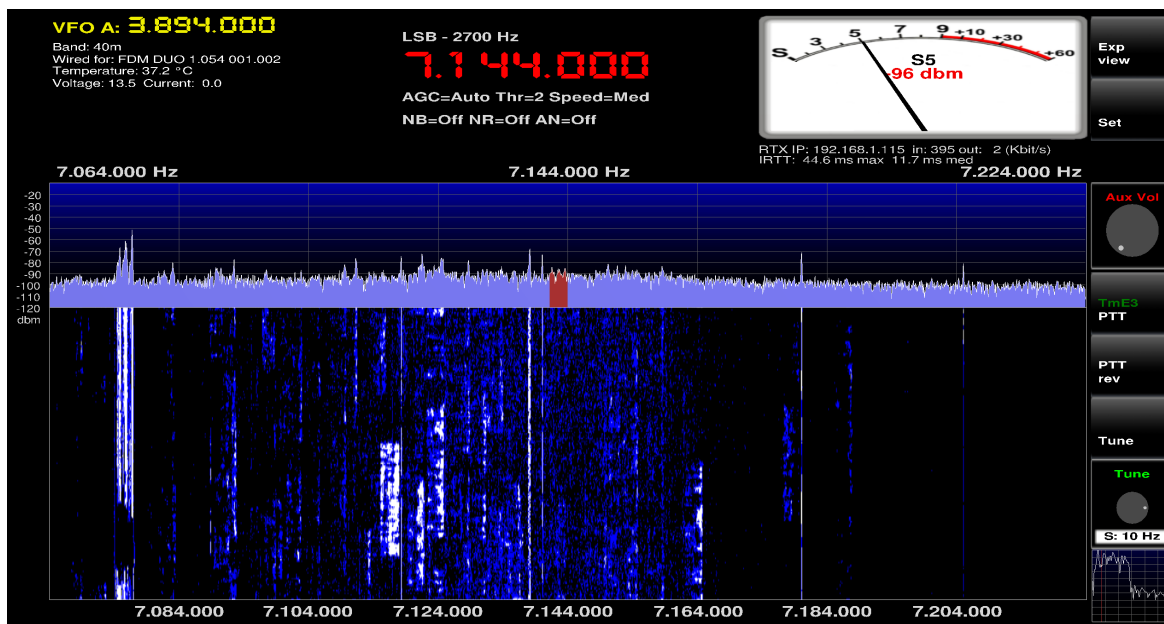 VFO A: 3.894.000
Band: 40m
Wired for: FDM DUO 1.054 001.002
Temperature: 37.2 °C
Voltage: 13.5 Current: 0.0
LSB - 2700 Hz
7.144.000
AGC=Auto Thr=2 Speed=Med
NB=Off NR=Off AN=Off
S 3 5 7 9 +10 +30 +60
S5
-96 dbm
RTX IP: 192.168.1.115 in: 395 out: 2 (Kbit/s)
IRTT: 44.6 ms max 11.7 ms med
Exp
view
Set
7.064.000 Hz 7.144.000 Hz 7.224.000 Hz
-20
-30
-40
-50
-60
-70
-80
-90
-100
-110
-120
dbm
Aux Vol
TmE3
PTT
PTT
rev
Tune
Tune
S: 10 Hz
7.084.000 7.104.000 7.124.000 7.144.000 7.164.000 7.184.000 7.204.000